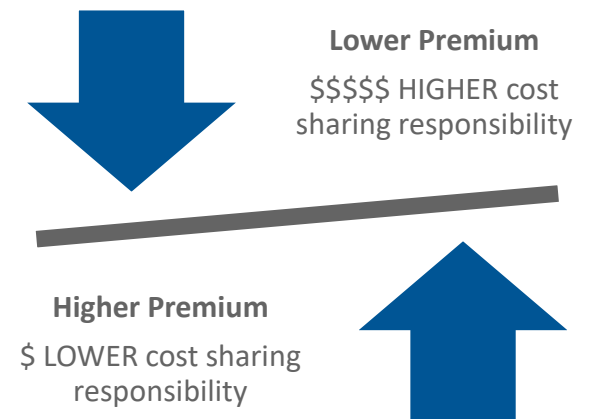 Lower Premium
$$$$$ HIGHER cost
sharing responsibility
Higher Premium
$ LOWER cost sharing
responsibility